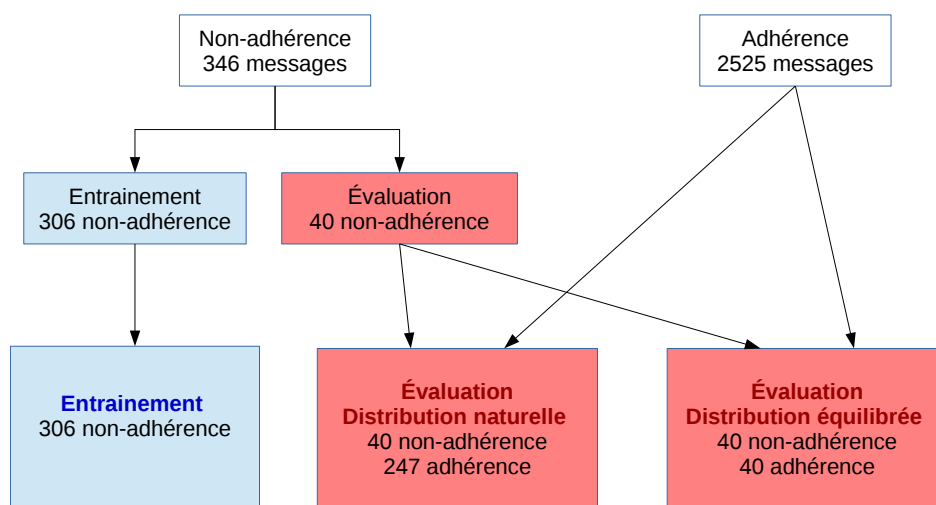 Non-adhérence
346 messages
Adhérence
2525 messages
Entrainement
306 non-adhérence
Évaluation
40 non-adhérence
Entrainement
306 non-adhérence
Évaluation
Distribution naturelle
40 non-adhérence
247 adhérence
Évaluation
Distribution équilibrée
40 non-adhérence
40 adhérence